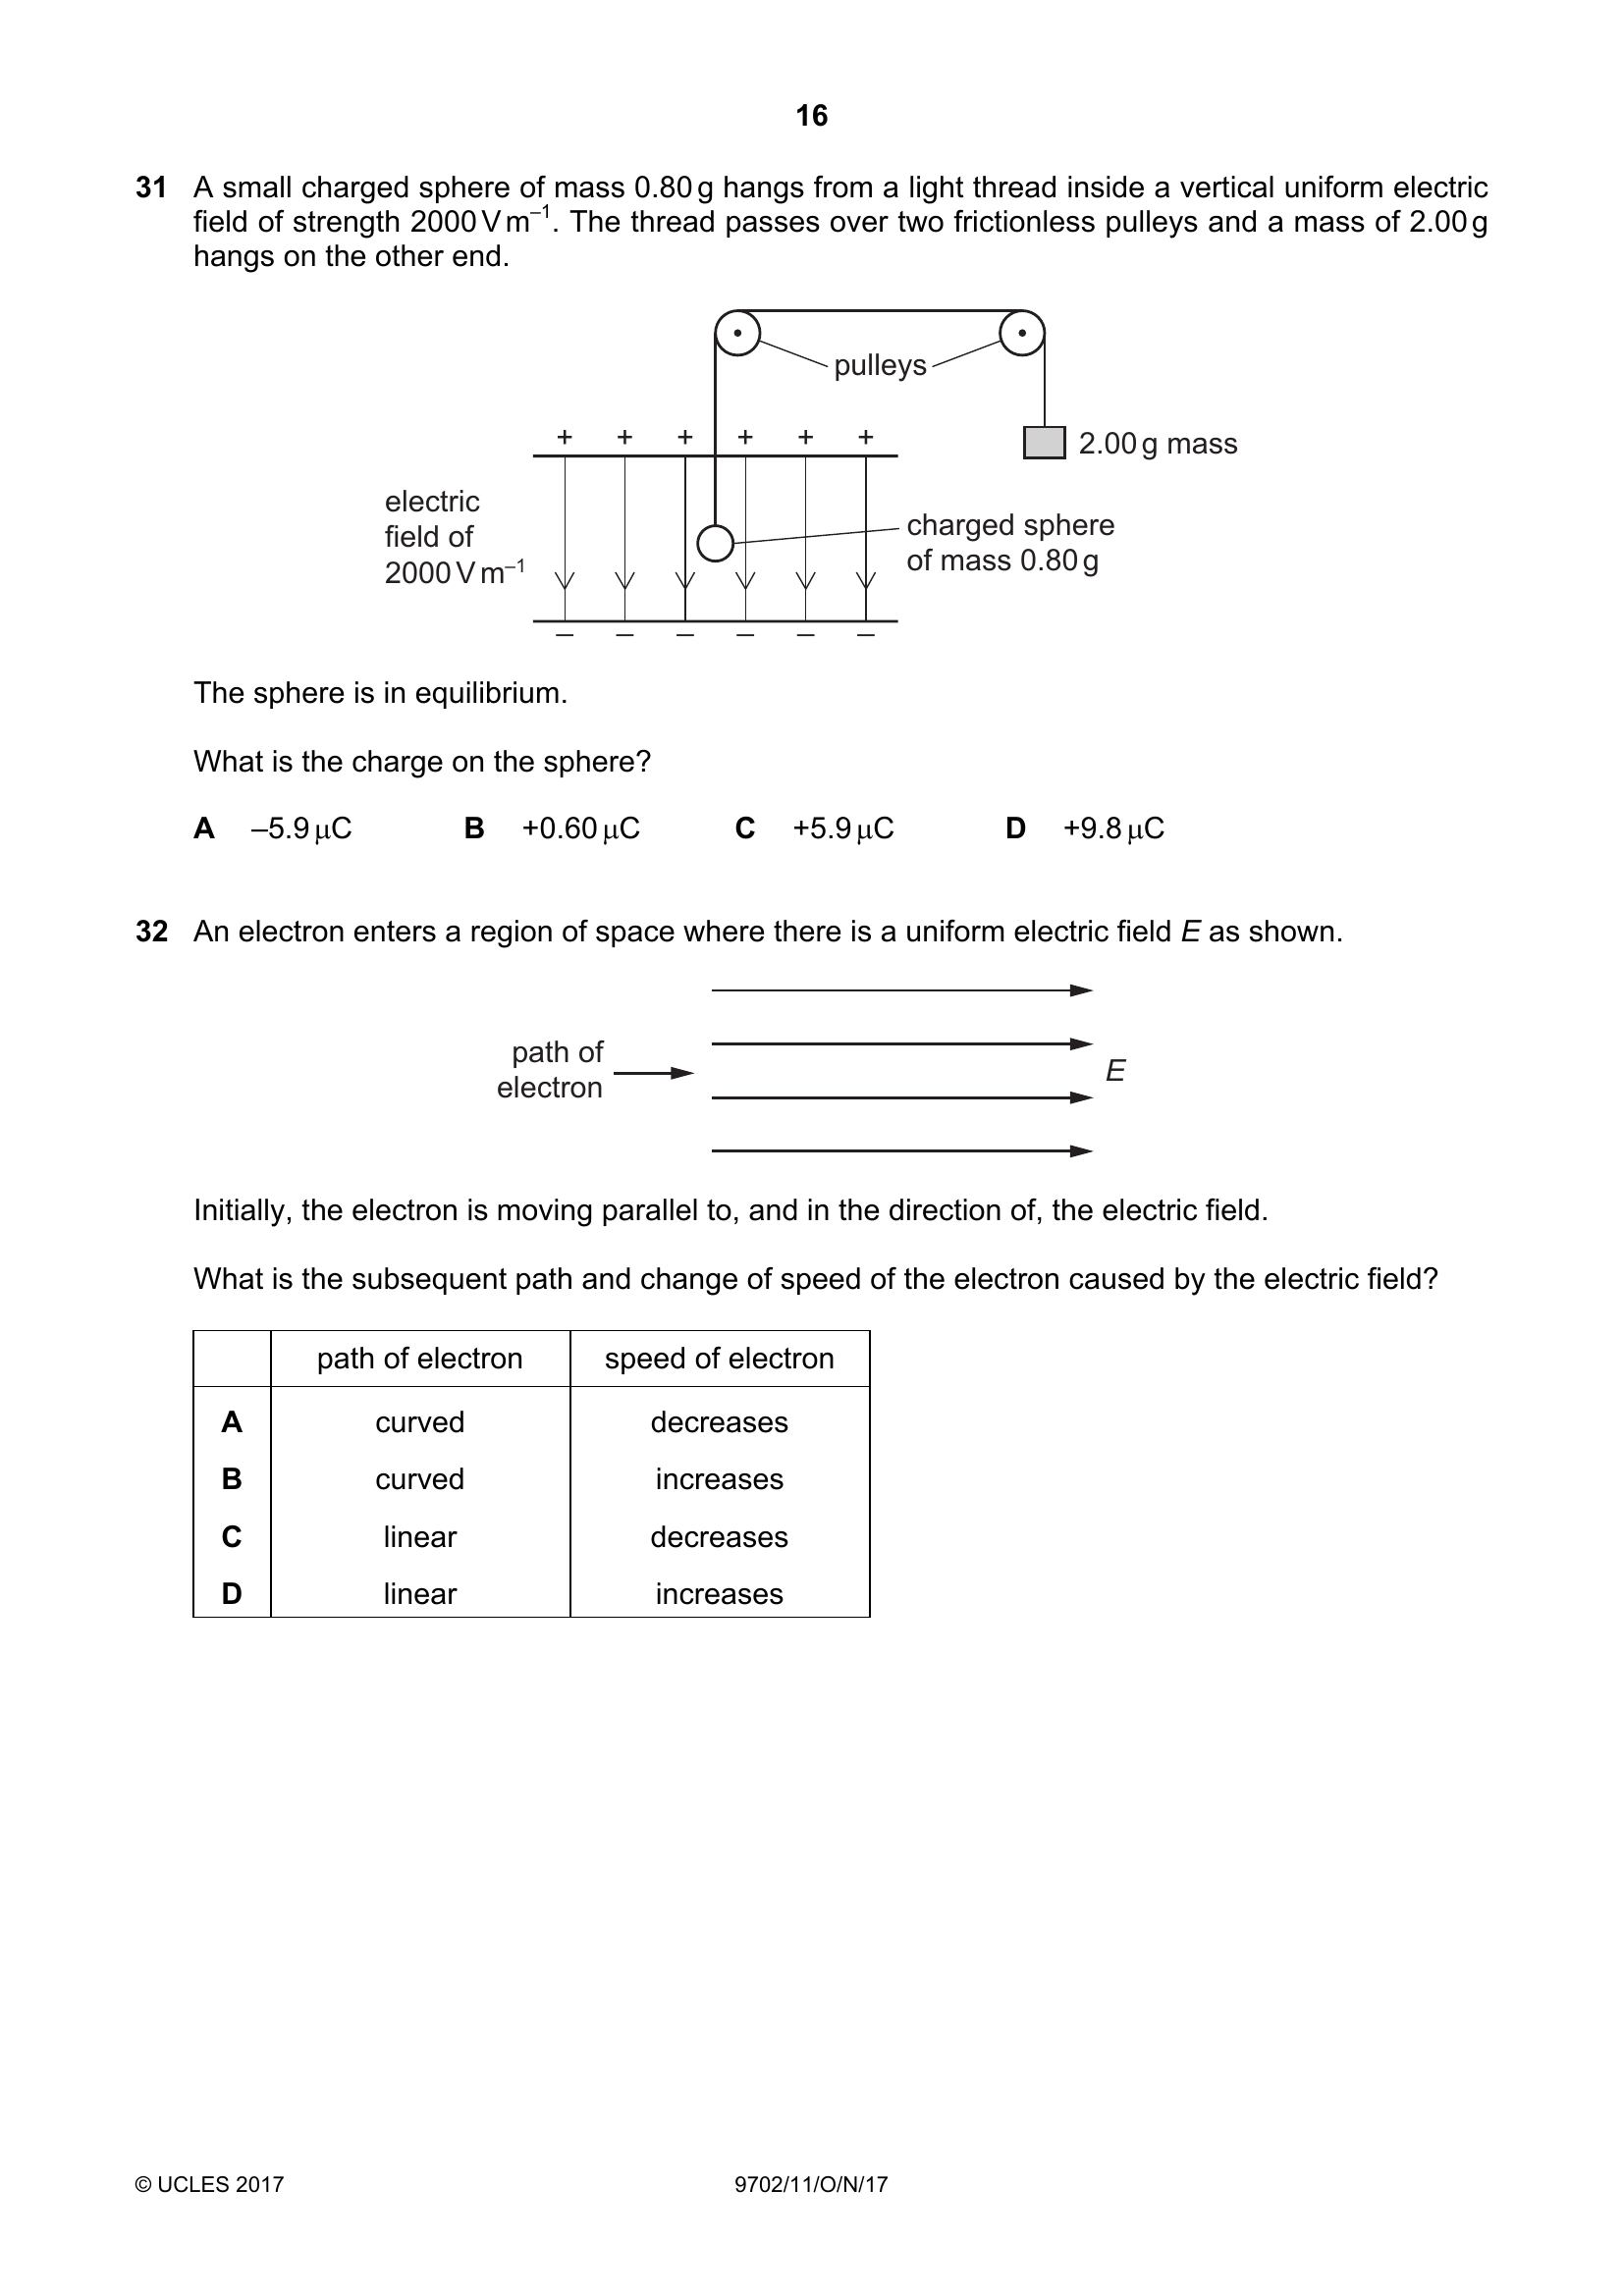 16
31 A small charged sphere of mass 0.80 g hangs from a light thread inside a vertical uniform electric
field of strength 2000 V m⁻¹. The thread passes over two frictionless pulleys and a mass of 2.00 g
hangs on the other end.
pulleys
+ + + + + +
2.00 g mass
electric
field of
2000 V m⁻¹
charged sphere
of mass 0.80 g
– – – – – –
The sphere is in equilibrium.
What is the charge on the sphere?
A –5.9 μC B +0.60 μC C +5.9 μC D +9.8 μC
32 An electron enters a region of space where there is a uniform electric field E as shown.
path of
electron
E
Initially, the electron is moving parallel to, and in the direction of, the electric field.
What is the subsequent path and change of speed of the electron caused by the electric field?
path of electron speed of electron
A curved decreases
B curved increases
C linear decreases
D linear increases
© UCLES 2017 9702/11/O/N/17